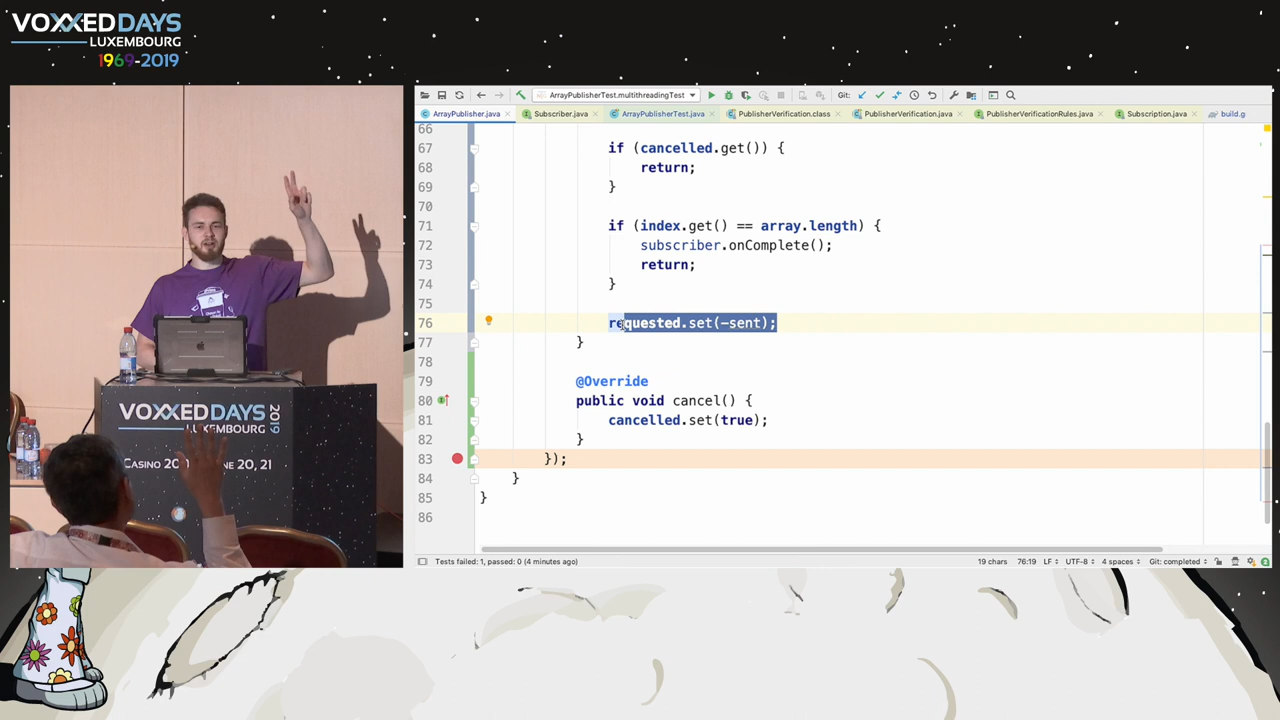 VOXXEDDAYS
LUXEMBOURG
1969-2019
ArrayPublisherTest.multithreadingTest
Git:
ArrayPublisher.java
Subscriber.java
ArrayPublisherTest.java
PublisherVerification.class
PublisherVerification.java
PublisherVerificationRules.java
Subscription.java
build.g
66
67 if (cancelled.get()) {
68 return;
69 }
70
71 if (index.get() == array.length) {
72 subscriber.onComplete();
73 return;
74 }
75
76 requested.set(-sent);
77 }
78
79 @Override
80 public void cancel() {
81 cancelled.set(true);
82 }
83 });
84 }
85 }
86
Tests failed: 1, passed: 0 (4 minutes ago)
19 chars 76:19 LF UTF-8 4 spaces Git: completed
VOXXEDDAYS
LUXEMBOURG
2019